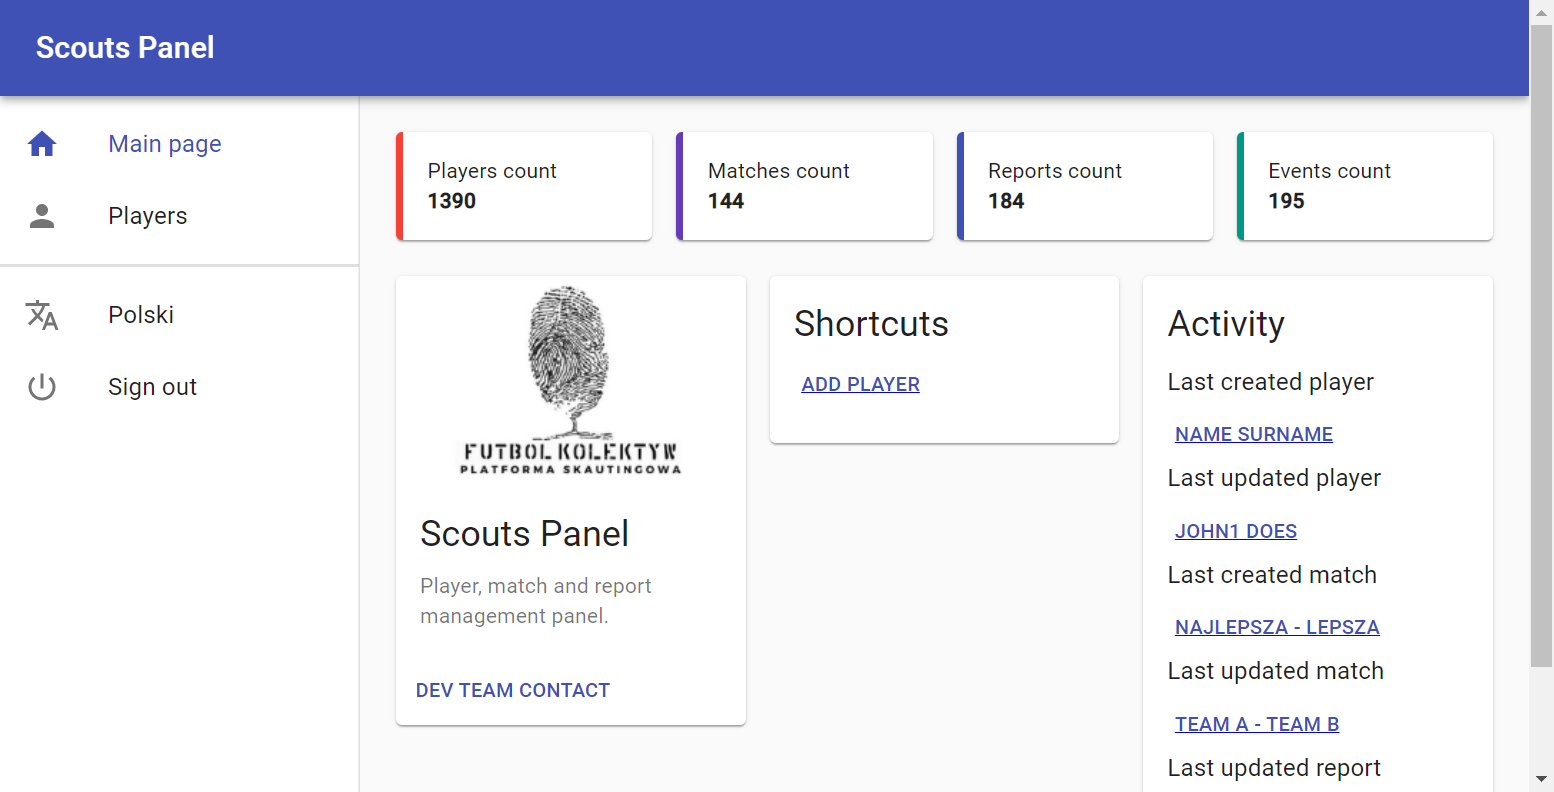 Scouts Panel
Main page
Players
Polski
Sign out
Players count
1390
Matches count
144
Reports count
184
Events count
195
FUTBOL KOLEKTYW
PLATFORMA SKAUTINGOWA
Scouts Panel
Player, match and report
management panel.
DEV TEAM CONTACT
Shortcuts
ADD PLAYER
Activity
Last created player
NAME SURNAME
Last updated player
JOHN1 DOES
Last created match
NAJLEPSZA - LEPSZA
Last updated match
TEAM A - TEAM B
Last updated report